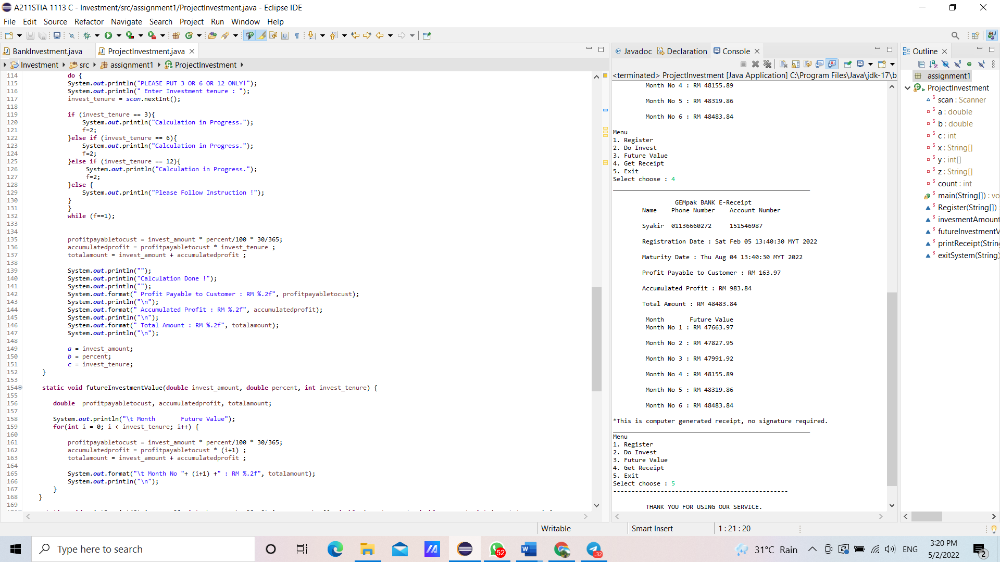 A211STIA 1113 C - Investment/src/assignment1/ProjectInvestment.java - Eclipse IDE
File Edit Source Refactor Navigate Search Project Run Window Help
BankInvestment.java ProjectInvestment.java
Investment src assignment1 ProjectInvestment
114 do {
115 System.out.println("PLEASE PUT 3 OR 6 OR 12 ONLY!");
116 System.out.println(" Enter Investment tenure : ");
117 invest_tenure = scan.nextInt();
118
119 if (invest_tenure == 3){
120 System.out.println("Calculation in Progress.");
121 f=2;
122 }else if (invest_tenure == 6){
123 System.out.println("Calculation in Progress.");
124 f=2;
125 }else if (invest_tenure == 12){
126 System.out.println("Calculation in Progress.");
127 f=2;
128 }else {
129 System.out.println("Please Follow Instruction !");
130 }
131 }
132 while (f==1);
133
134
135 profitpayabletocust = invest_amount * percent/100 * 30/365;
136 accumulatedprofit = profitpayabletocust * invest_tenure ;
137 totalamount = invest_amount + accumulatedprofit ;
138
139 System.out.println("");
140 System.out.println("Calculation Done !");
141 System.out.println("");
142 System.out.format(" Profit Payable to Customer : RM %.2f", profitpayabletocust);
143 System.out.println("\n");
144 System.out.format(" Accumulated Profit : RM %.2f", accumulatedprofit);
145 System.out.println("\n");
146 System.out.format(" Total Amount : RM %.2f", totalamount);
147 System.out.println("\n");
148
149 a = invest_amount;
150 b = percent;
151 c = invest_tenure;
152 }
153
154 static void futureInvestmentValue(double invest_amount, double percent, int invest_tenure) {
155
156 double profitpayabletocust, accumulatedprofit, totalamount;
157
158 System.out.println("\t Month Future Value");
159 for(int i = 0; i < invest_tenure; i++) {
160
161 profitpayabletocust = invest_amount * percent/100 * 30/365;
162 accumulatedprofit = profitpayabletocust * (i+1) ;
163 totalamount = invest_amount + accumulatedprofit ;
164
165 System.out.format("\t Month No "+ (i+1) +" : RM %.2f", totalamount);
166 System.out.println("\n");
167 }
168 }
169
@ Javadoc Declaration Console
<terminated> ProjectInvestment [Java Application] C:\Program Files\Java\jdk-17\b
Month No 4 : RM 48155.89
Month No 5 : RM 48319.86
Month No 6 : RM 48483.84
Menu
1. Register
2. Do Invest
3. Future Value
4. Get Receipt
5. Exit
Select choose : 4
GEMpak BANK E-Receipt
Name Phone Number Account Number
Syakir 01136660272 151546987
Registration Date : Sat Feb 05 13:40:30 MYT 2022
Maturity Date : Thu Aug 04 13:40:30 MYT 2022
Profit Payable to Customer : RM 163.97
Accumulated Profit : RM 983.84
Total Amount : RM 48483.84
Month Future Value
Month No 1 : RM 47663.97
Month No 2 : RM 47827.95
Month No 3 : RM 47991.92
Month No 4 : RM 48155.89
Month No 5 : RM 48319.86
Month No 6 : RM 48483.84
*This is computer generated receipt, no signature required.
Menu
1. Register
2. Do Invest
3. Future Value
4. Get Receipt
5. Exit
Select choose : 5
------------------------------------------------
THANK YOU FOR USING OUR SERVICE.
Outline
assignment1
ProjectInvestment
scan : Scanner
a : double
b : double
c : int
x : String[]
y : int[]
z : String[]
count : int
main(String[]) : vo
Register(String[])
invesmentAmount
futureInvestmentV
printReceipt(String
exitSystem(String)
Writable Smart Insert 1 : 21 : 20
Type here to search
52
..32
31°C Rain
ENG
3:20 PM
5/2/2022
2